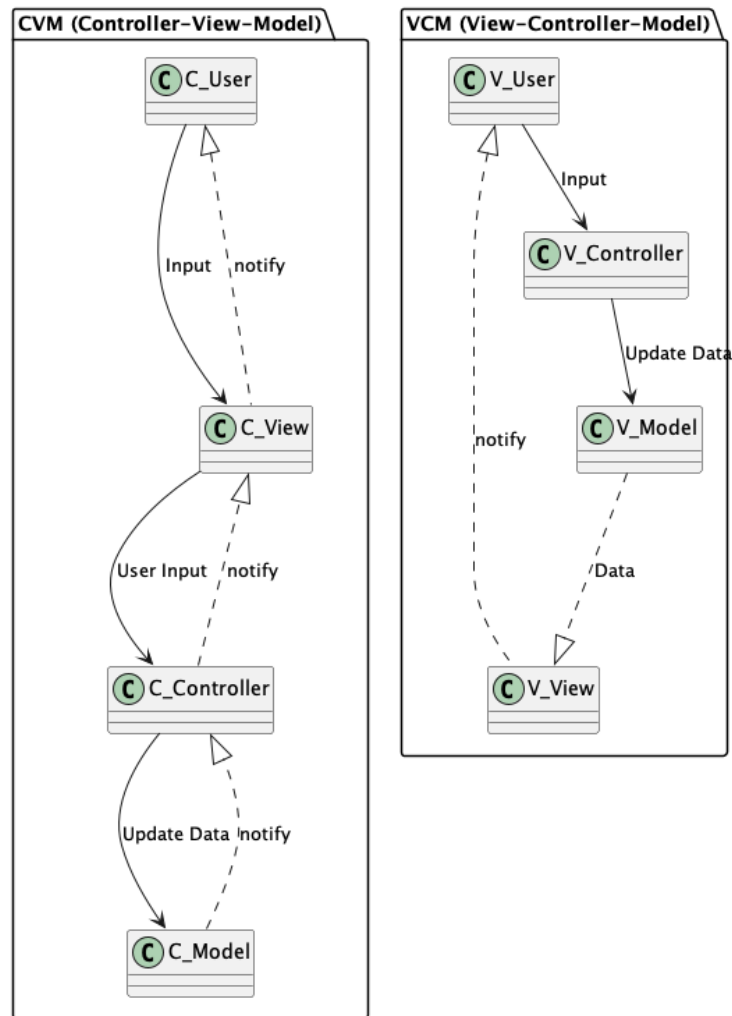 CVM (Controller-View-Model)
C C_User
Input
notify
C C_View
User Input
notify
C C_Controller
Update Data
notify
C C_Model
VCM (View-Controller-Model)
C V_User
Input
C V_Controller
Update Data
C V_Model
notify
Data
C V_View